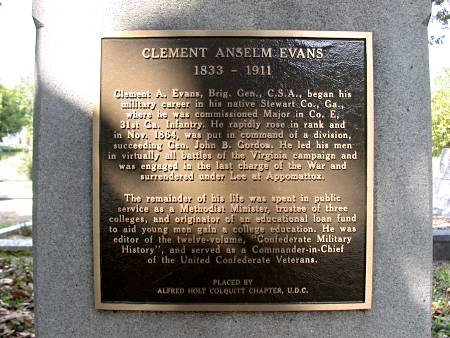 CLEMENT ANSELM EVANS
1833 - 1911
Clement A. Evans, Brig. Gen., C.S.A., began his
military career in his native Stewart Co., Ga.,
where he was commissioned Major in Co. E,
31st Ga. Infantry. He rapidly rose in rank and
in Nov. 1864, was put in command of a division,
succeeding Gen. John B. Gordon. He led his men
in virtually all battles of the Virginia campaign and
was engaged in the last charge of the War and
surrendered under Lee at Appomattox.
The remainder of his life was spent in public
service as a Methodist Minister, trustee of three
colleges, and originator of an educational loan fund
to aid young men gain a college education. He was
editor of the twelve-volume, "Confederate Military
History", and served as a Commander-in-Chief
of the United Confederate Veterans.
PLACED BY
ALFRED HOLT COLQUITT CHAPTER, U.D.C.